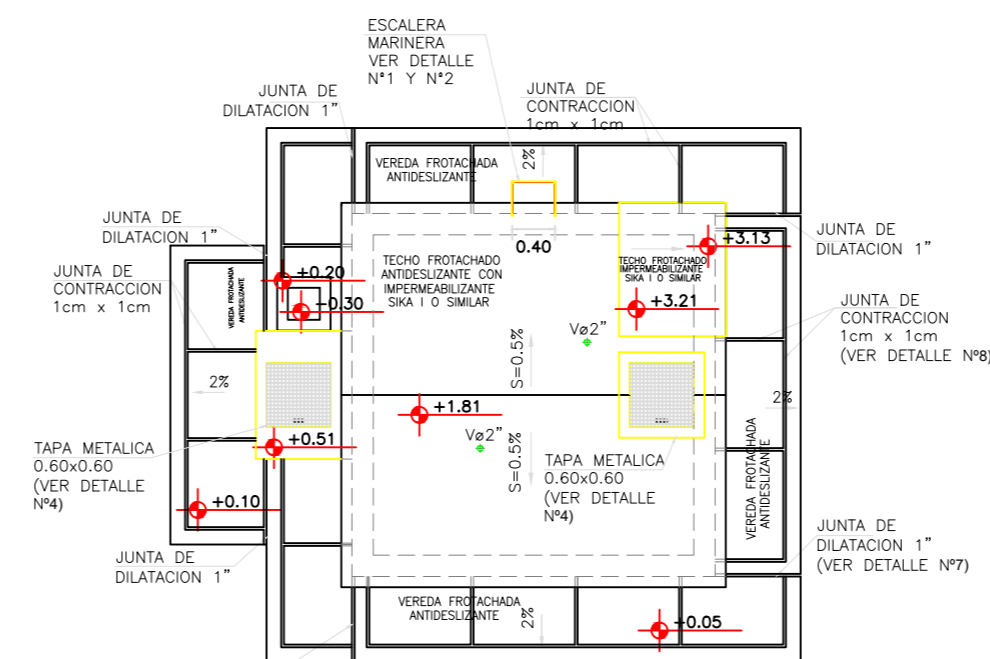 ESCALERA
MARINERA
VER DETALLE
N°1 Y N°2
JUNTA DE
DILATACION 1”
JUNTA DE
CONTRACCION
1cm x 1cm
VEREDA FROTACHADA
ANTIDESLIZANTE
2%
JUNTA DE
DILATACION 1”
0.40
+3.13
JUNTA DE
DILATACION 1”
TECHO FROTACHADO
ANTIDESLIZANTE CON
IMPERMEABILIZANTE
SIKA I O SIMILAR
TECHO FROTACHADO
IMPERMEABILIZANTE
SIKA I O SIMILAR
JUNTA DE
CONTRACCION
1cm x 1cm
VEREDA FROTACHADA
ANTIDESLIZANTE
+0.20
-0.30
+3.21
JUNTA DE
CONTRACCION
1cm x 1cm
(VER DETALLE Nº8)
Vø2”
S=0.5%
2%
2%
+1.81
Vø2”
S=0.5%
+0.51
TAPA METALICA
0.60x0.60
(VER DETALLE
Nº4)
TAPA METALICA
0.60x0.60
(VER DETALLE
Nº4)
VEREDA FROTACHADA
ANTIDESLIZANTE
+0.10
JUNTA DE
DILATACION 1”
JUNTA DE
DILATACION 1”
(VER DETALLE Nº7)
VEREDA FROTACHADA
ANTIDESLIZANTE
2%
+0.05